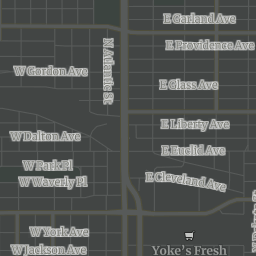 E Garland Ave
E Providence Ave
N Atlantic St
W Gordon Ave
E Glass Ave
E Liberty Ave
W Dalton Ave
E Euclid Ave
W Park Pl
W Waverly Pl
E Cleveland Ave
W York Ave
W Jackson Ave
Yoke's Fresh